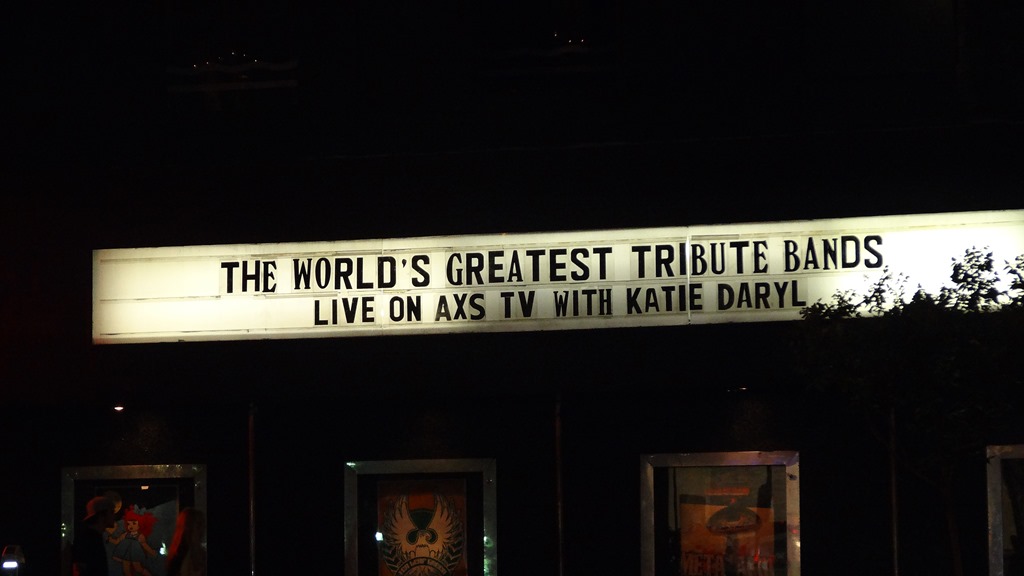 THE WORLD'S GREATEST TRIBUTE BANDS
LIVE ON AXS TV WITH KATIE DARYL